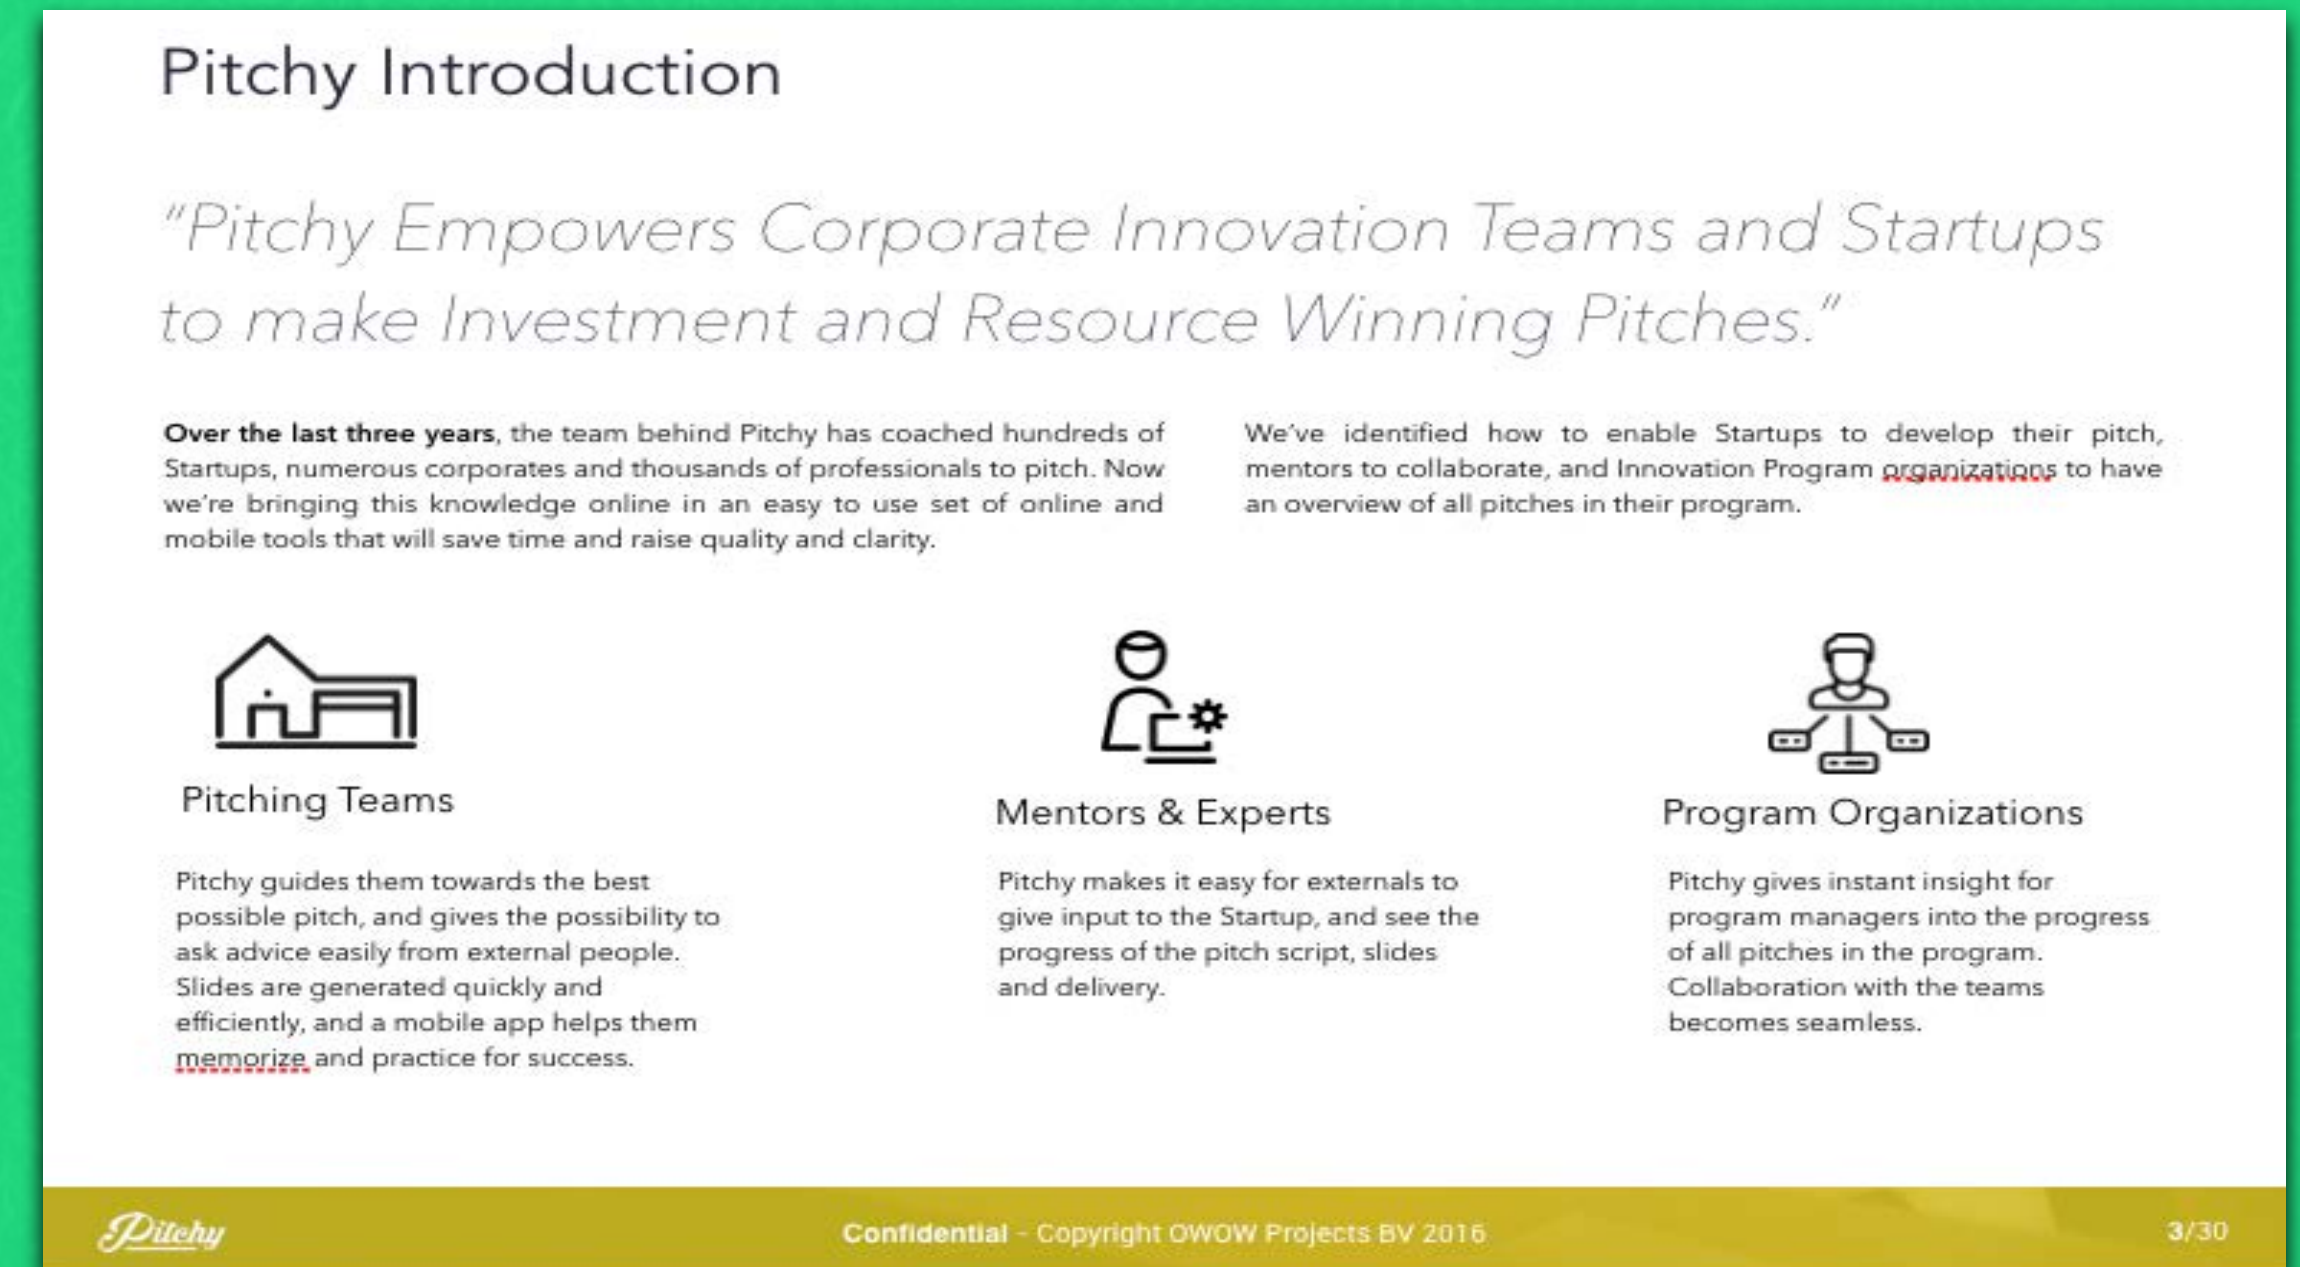 Pitchy Introduction
“Pitchy Empowers Corporate Innovation Teams and Startups
to make Investment and Resource Winning Pitches.”
Over the last three years, the team behind Pitchy has coached hundreds of
Startups, numerous corporates and thousands of professionals to pitch. Now
we’re bringing this knowledge online in an easy to use set of online and
mobile tools that will save time and raise quality and clarity.
We’ve identified how to enable Startups to develop their pitch,
mentors to collaborate, and Innovation Program organizations to have
an overview of all pitches in their program.
Pitching Teams
Pitchy guides them towards the best
possible pitch, and gives the possibility to
ask advice easily from external people.
Slides are generated quickly and
efficiently, and a mobile app helps them
memorize and practice for success.
Mentors & Experts
Pitchy makes it easy for externals to
give input to the Startup, and see the
progress of the pitch script, slides
and delivery.
Program Organizations
Pitchy gives instant insight for
program managers into the progress
of all pitches in the program.
Collaboration with the teams
becomes seamless.
Pitchy
Confidential - Copyright OWOW Projects BV 2016
3/30